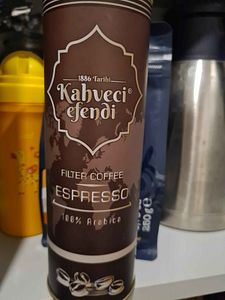 1886 Tarihi
Kahveci®
efendi
FILTER COFFEE
ESPRESSO
100% Arabica
250 g